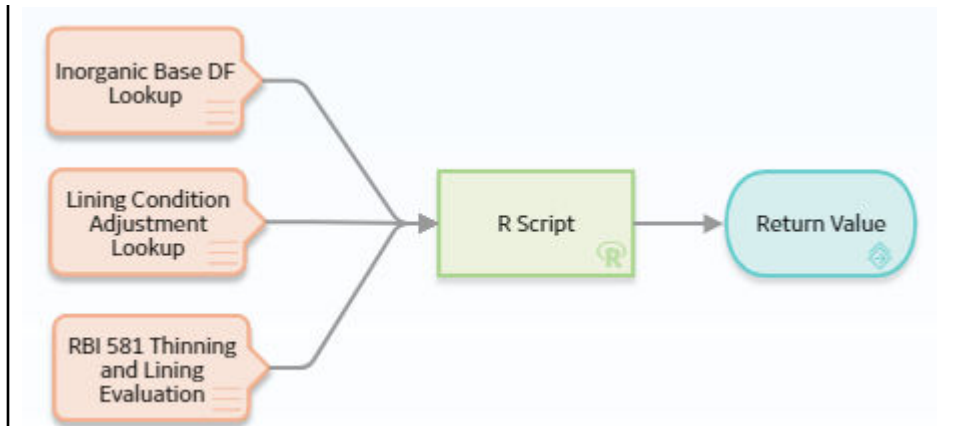 Inorganic Base DF
Lookup
Lining Condition
Adjustment
Lookup
RBI 581 Thinning
and Lining
Evaluation
R Script
R
Return Value